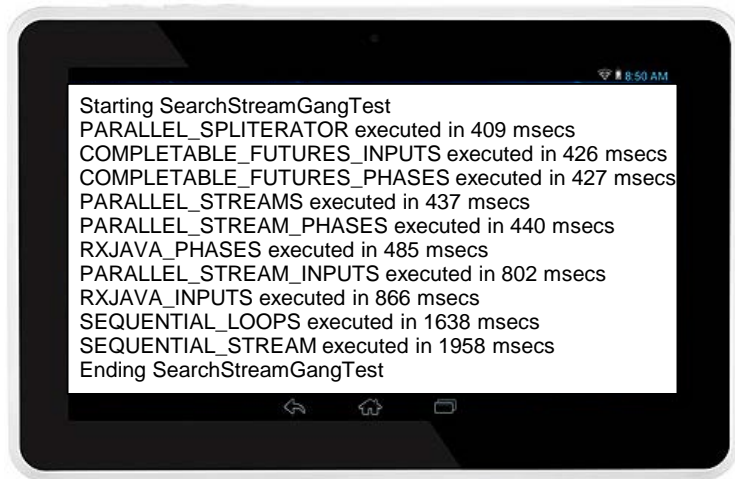 8:50 AM
Starting SearchStreamGangTest
PARALLEL_SPLITERATOR executed in 409 msecs
COMPLETABLE_FUTURES_INPUTS executed in 426 msecs
COMPLETABLE_FUTURES_PHASES executed in 427 msecs
PARALLEL_STREAMS executed in 437 msecs
PARALLEL_STREAM_PHASES executed in 440 msecs
RXJAVA_PHASES executed in 485 msecs
PARALLEL_STREAM_INPUTS executed in 802 msecs
RXJAVA_INPUTS executed in 866 msecs
SEQUENTIAL_LOOPS executed in 1638 msecs
SEQUENTIAL_STREAM executed in 1958 msecs
Ending SearchStreamGangTest